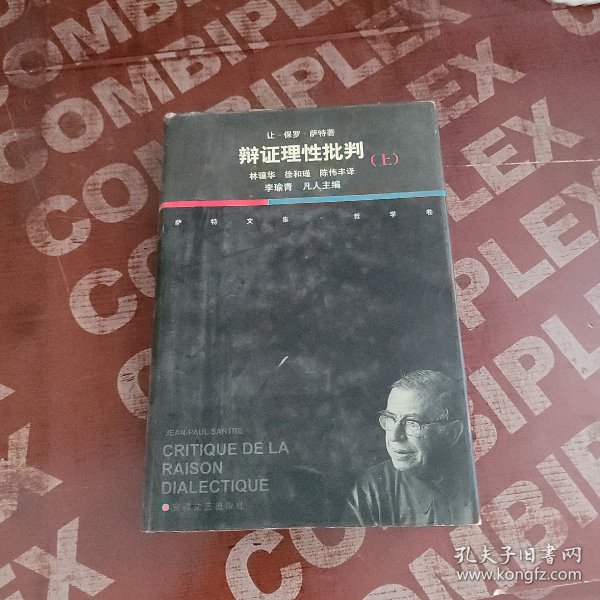 COMBIPLEX
COMBIPLEX
COMBIPLEX
让-保罗·萨特著
辩证理性批判(上)
林骧华 徐和瑾 陈伟丰译
李瑜青 凡人主编
萨特文集 哲学卷
JEAN-PAUL SARTRE
CRITIQUE DE LA
RAISON
DIALECTIQUE
安徽文艺出版社
孔夫子旧书网
www.kongfz.com